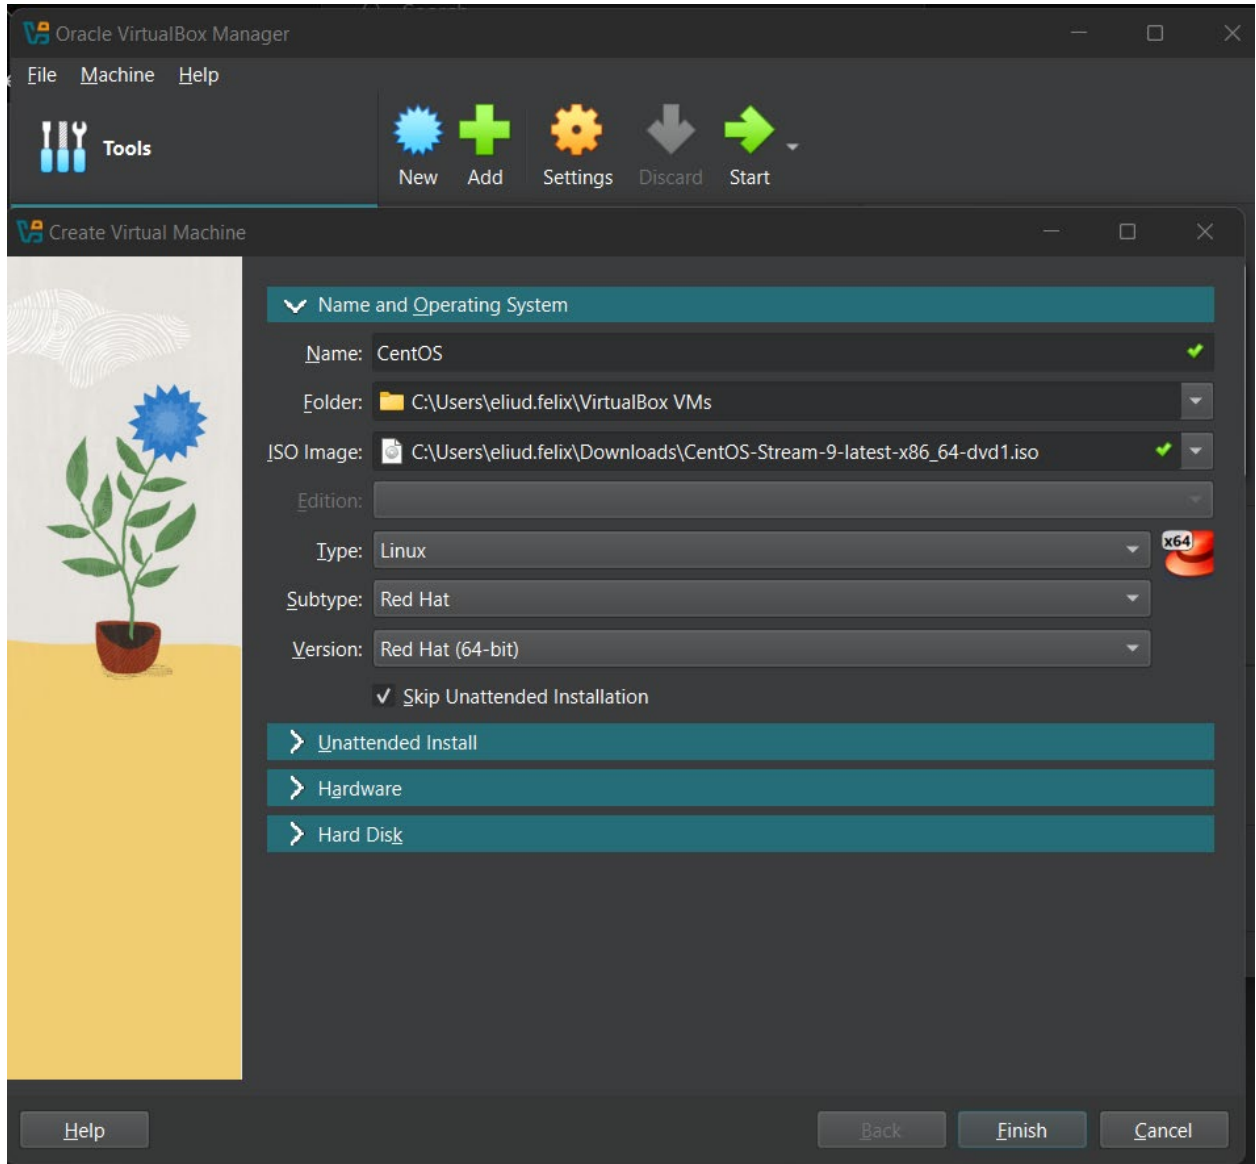 Oracle VirtualBox Manager
File Machine Help
Tools
New Add Settings Discard Start
Create Virtual Machine
Name and Operating System
Name: CentOS
Folder: C:\Users\eliud.felix\VirtualBox VMs
ISO Image: C:\Users\eliud.felix\Downloads\CentOS-Stream-9-latest-x86_64-dvd1.iso
Edition:
Type: Linux x64
Subtype: Red Hat
Version: Red Hat (64-bit)
Skip Unattended Installation
Unattended Install
Hardware
Hard Disk
Help Back Finish Cancel